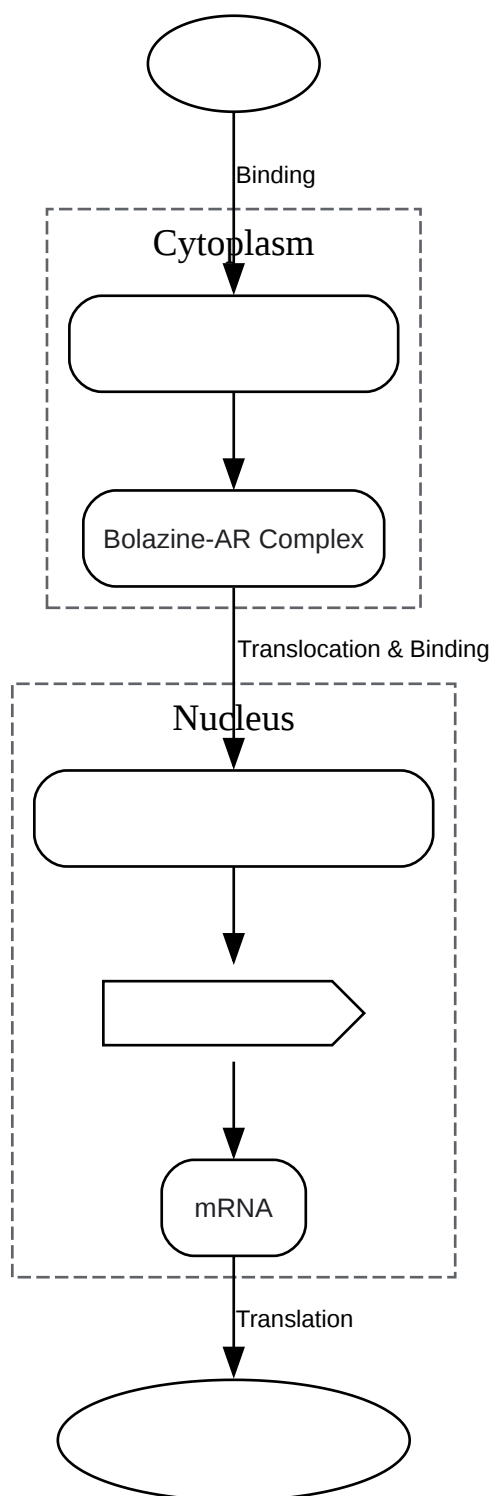 Binding
Cytoplasm
Bolazine-AR Complex
Translocation & Binding
Nucleus
mRNA
Translation